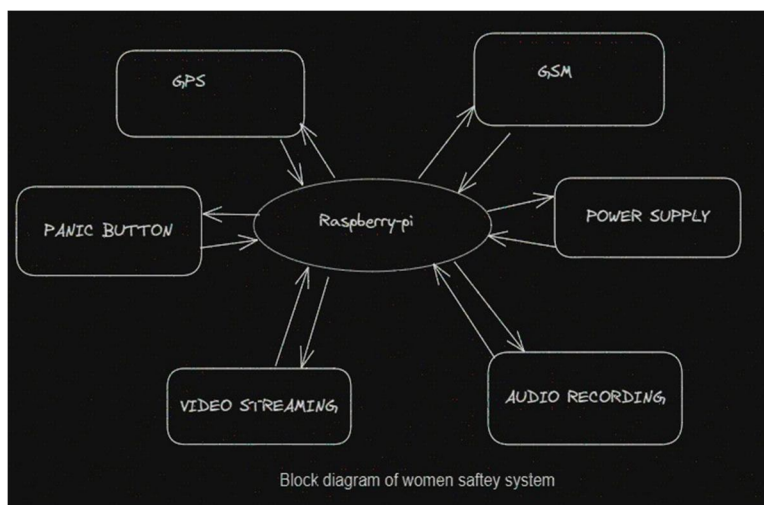 GPS
GSM
PANIC BUTTON
Raspberry-pi
POWER SUPPLY
VIDEO STREAMING
AUDIO RECORDING
Block diagram of women saftey system